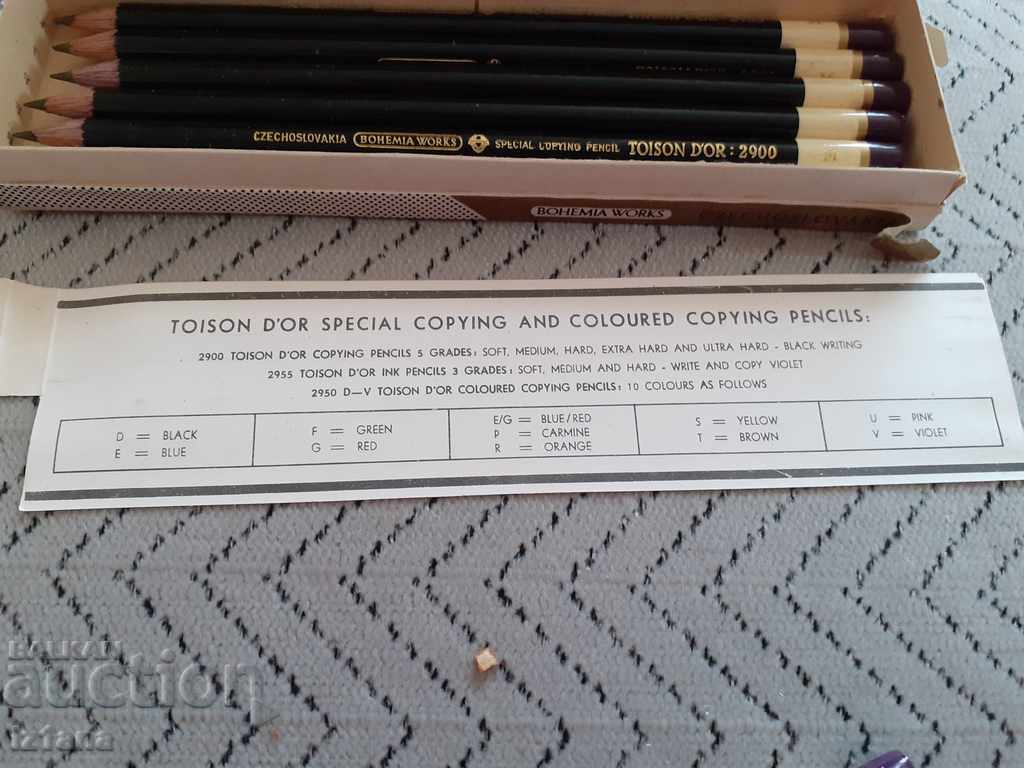 CZECHOSLOVAKIA BOHEMIA WORKS SPECIAL COPYING PENCIL TOISON D'OR: 2900
BOHEMIA WORKS CZECHOSLOVAKIA
TOISON D'OR SPECIAL COPYING AND COLOURED COPYING PENCILS:
2900 TOISON D'OR COPYING PENCILS 5 GRADES: SOFT, MEDIUM, HARD, EXTRA HARD AND ULTRA HARD - BLACK WRITING
2955 TOISON D'OR INK PENCILS 3 GRADES: SOFT, MEDIUM AND HARD - WRITE AND COPY VIOLET
2950 D—V TOISON D'OR COLOURED COPYING PENCILS: 10 COLOURS AS FOLLOWS
D = BLACK
E = BLUE
F = GREEN
G = RED
E/G = BLUE/RED
P = CARMINE
R = ORANGE
S = YELLOW
T = BROWN
U = PINK
V = VIOLET
БОЛКАН
auction
iz1ana